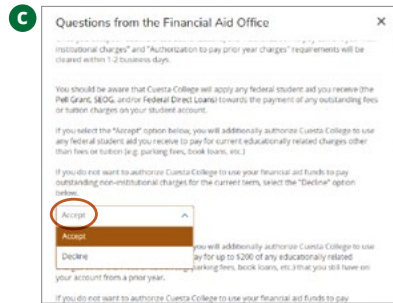 C
Questions from the Financial Aid Office
institutional charges" and "Authorization to pay prior year charges" requirements will be
cleared within 1-2 business days.
You should be aware that Cuesta College will apply any federal student aid you receive (the
Pell Grant, SEOG, and/or Federal Direct Loans) towards the payment of any outstanding fees
or tuition charges on your student account.
If you select the "Accept" option below, you will additionally authorize Cuesta College to use
any federal student aid you receive to pay for current educationally related charges other
than fees or tuition (e.g. parking fees, book loans, etc.)
If you do not want to authorize Cuesta College to use your financial aid funds to pay
outstanding non-institutional charges for the current term, select the "Decline" option
below.
Accept
Accept
Decline
you will additionally authorize Cuesta College to
pay for up to $200 of any educationally related
parking fees, book loans, etc.) that you still have on
your account from a prior year.
If you do not want to authorize Cuesta College to use your financial aid funds to pay